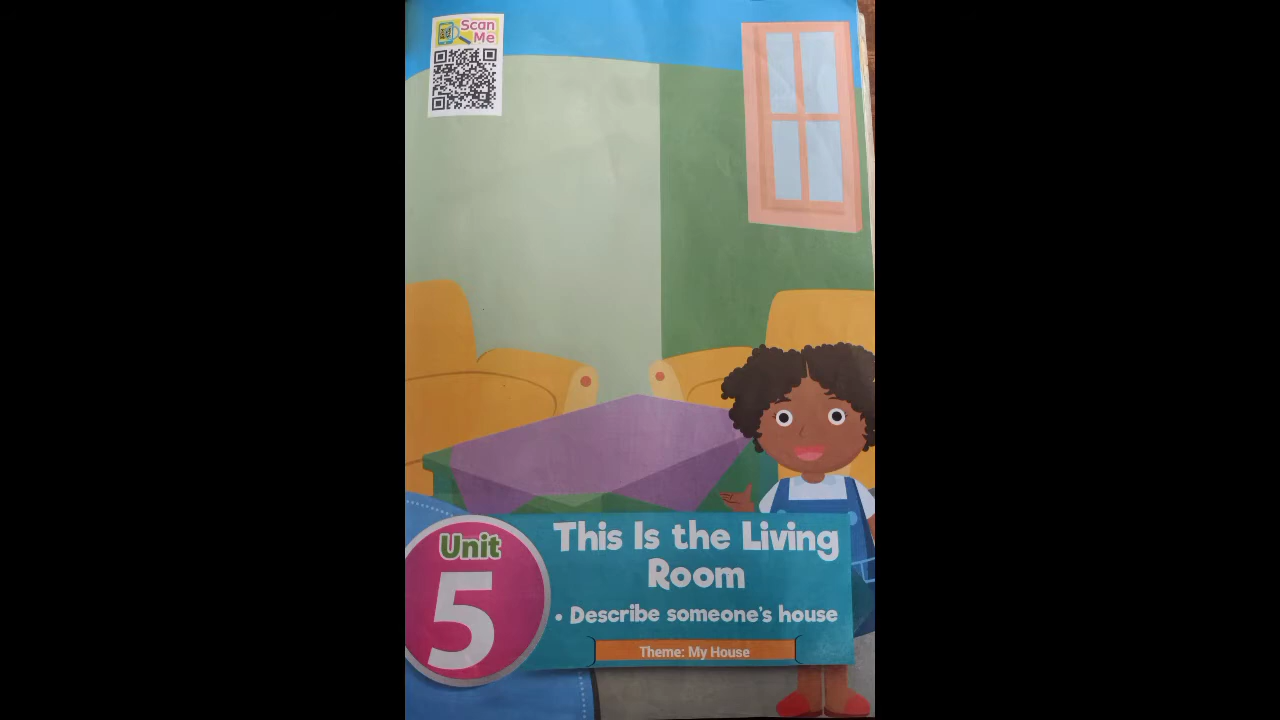 Scan
Me
Unit
5
This Is the Living
Room
• Describe someone's house
Theme: My House